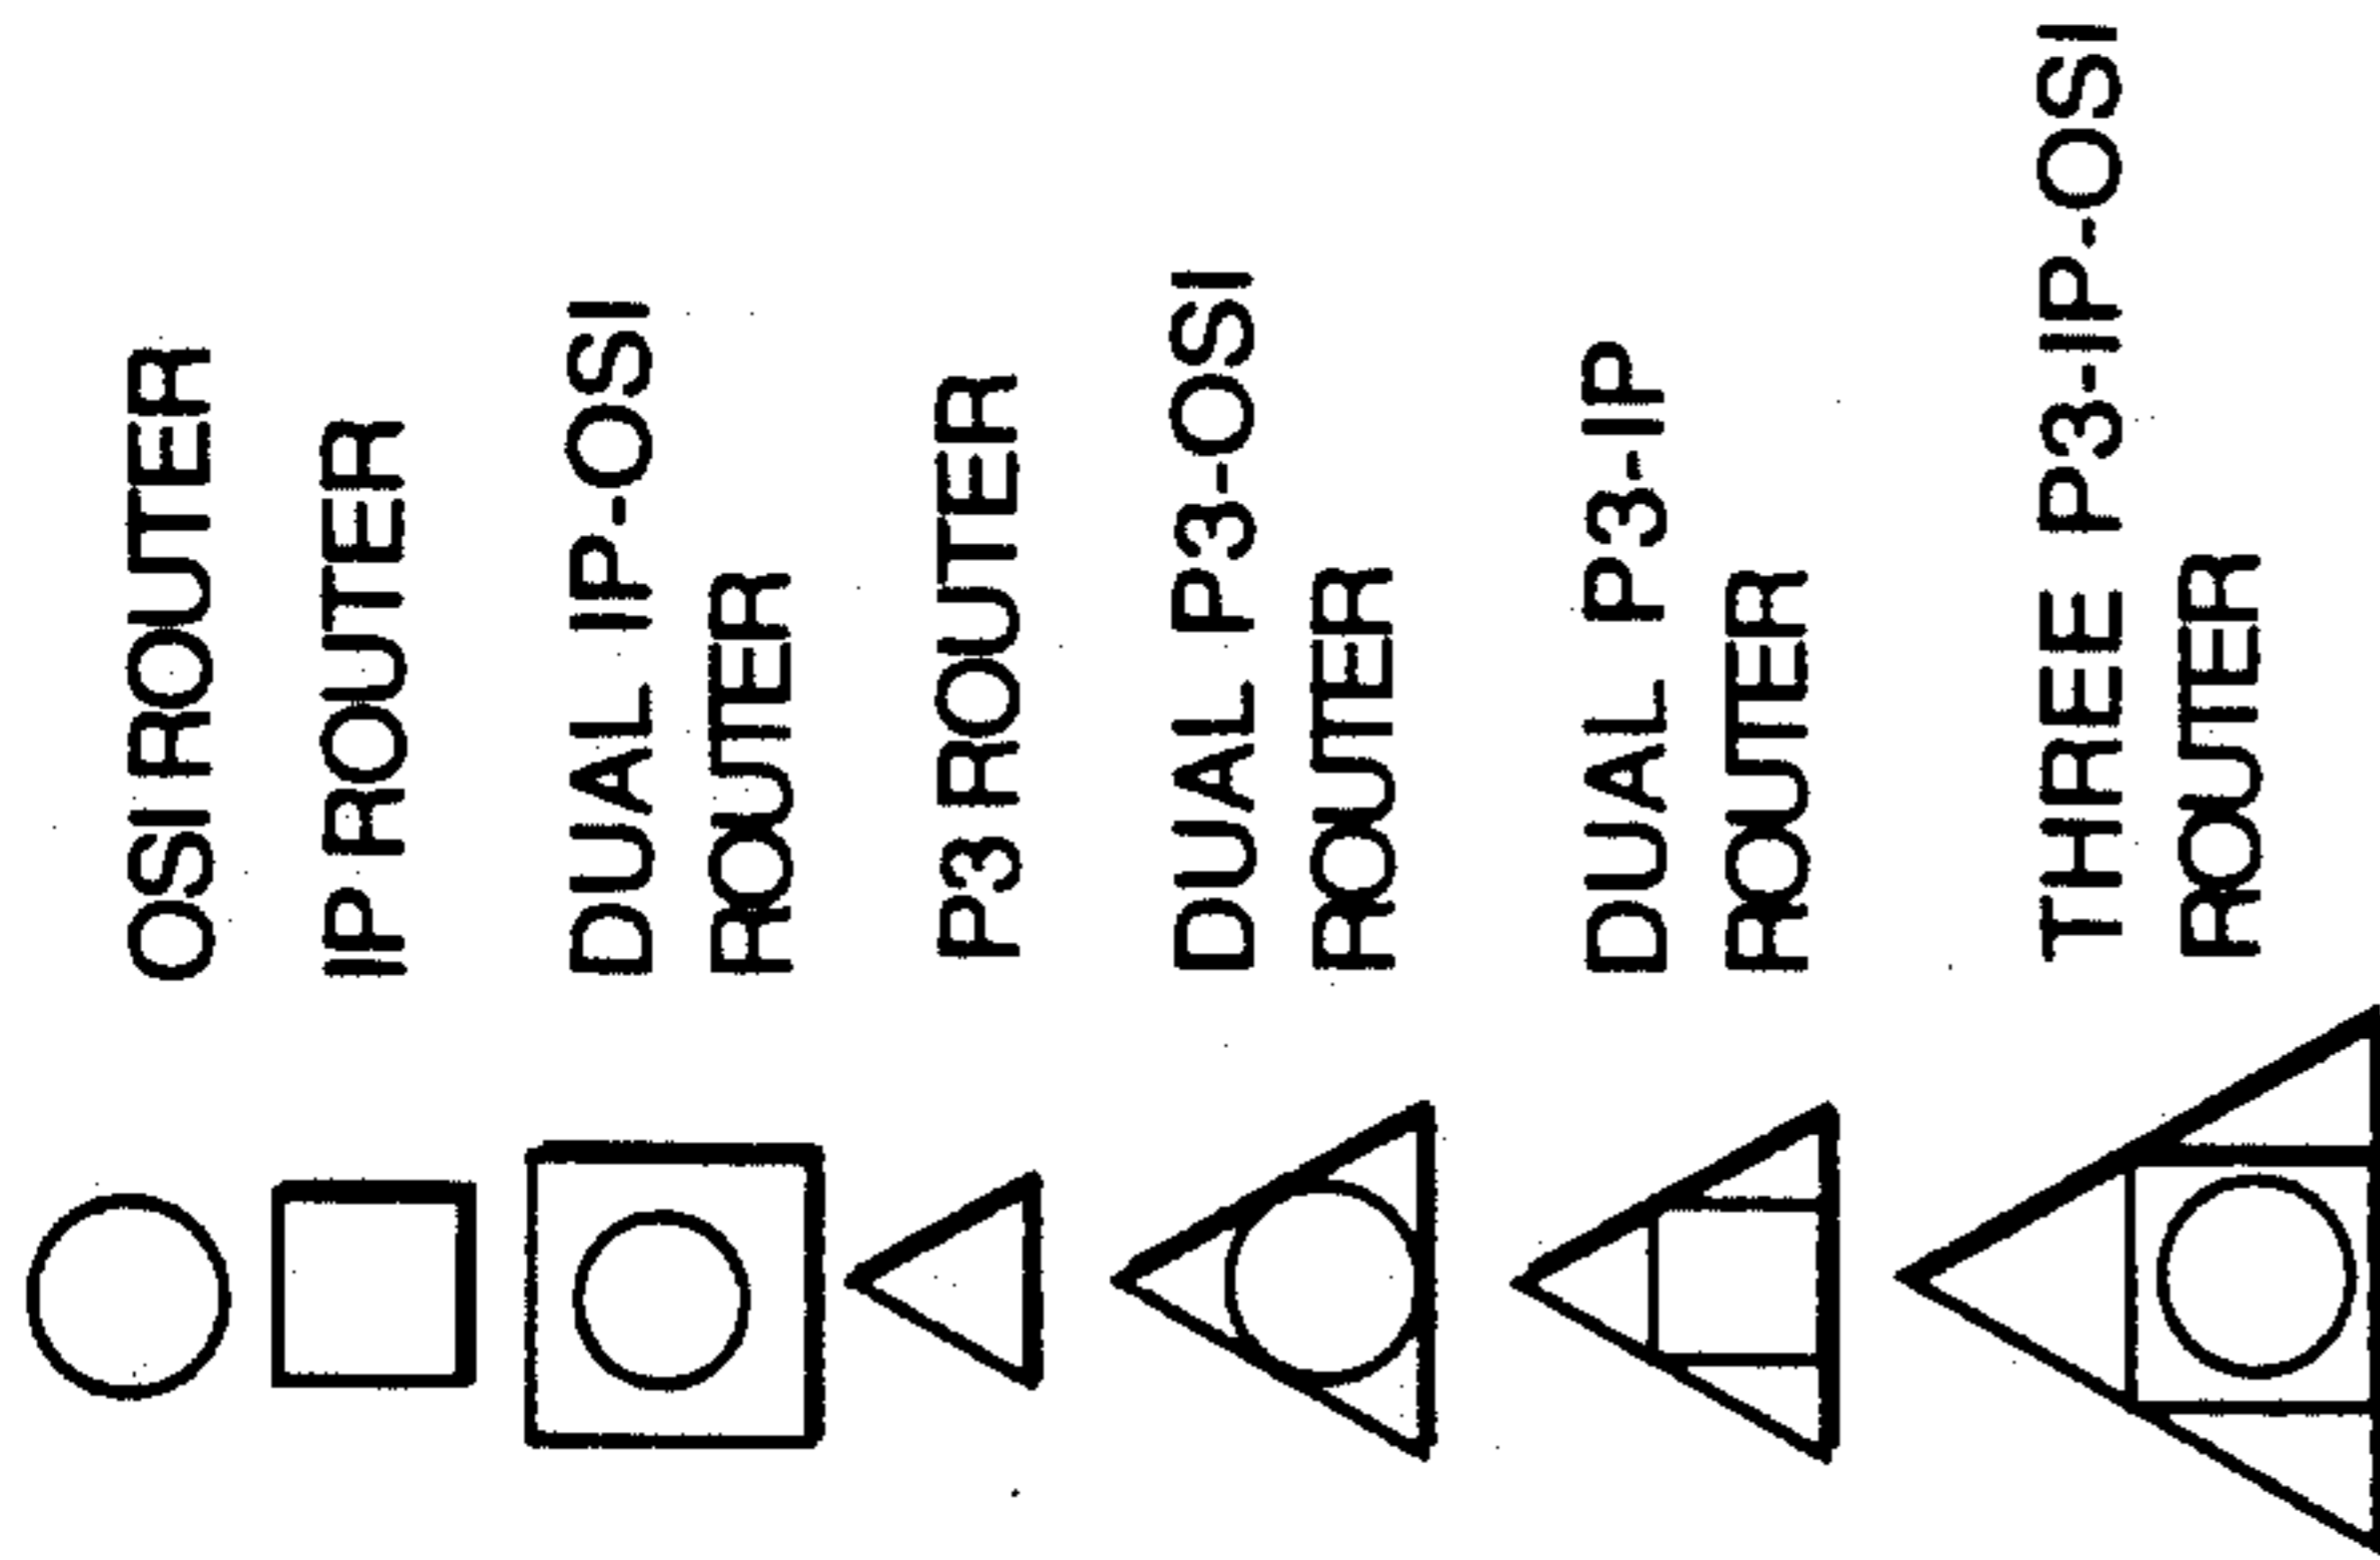 OSI ROUTER
IP ROUTER
DUAL IP-OSI
ROUTER
P3 ROUTER
DUAL P3-OSI
ROUTER
DUAL P3-IP
ROUTER
THREE P3-IP-OSI
ROUTER